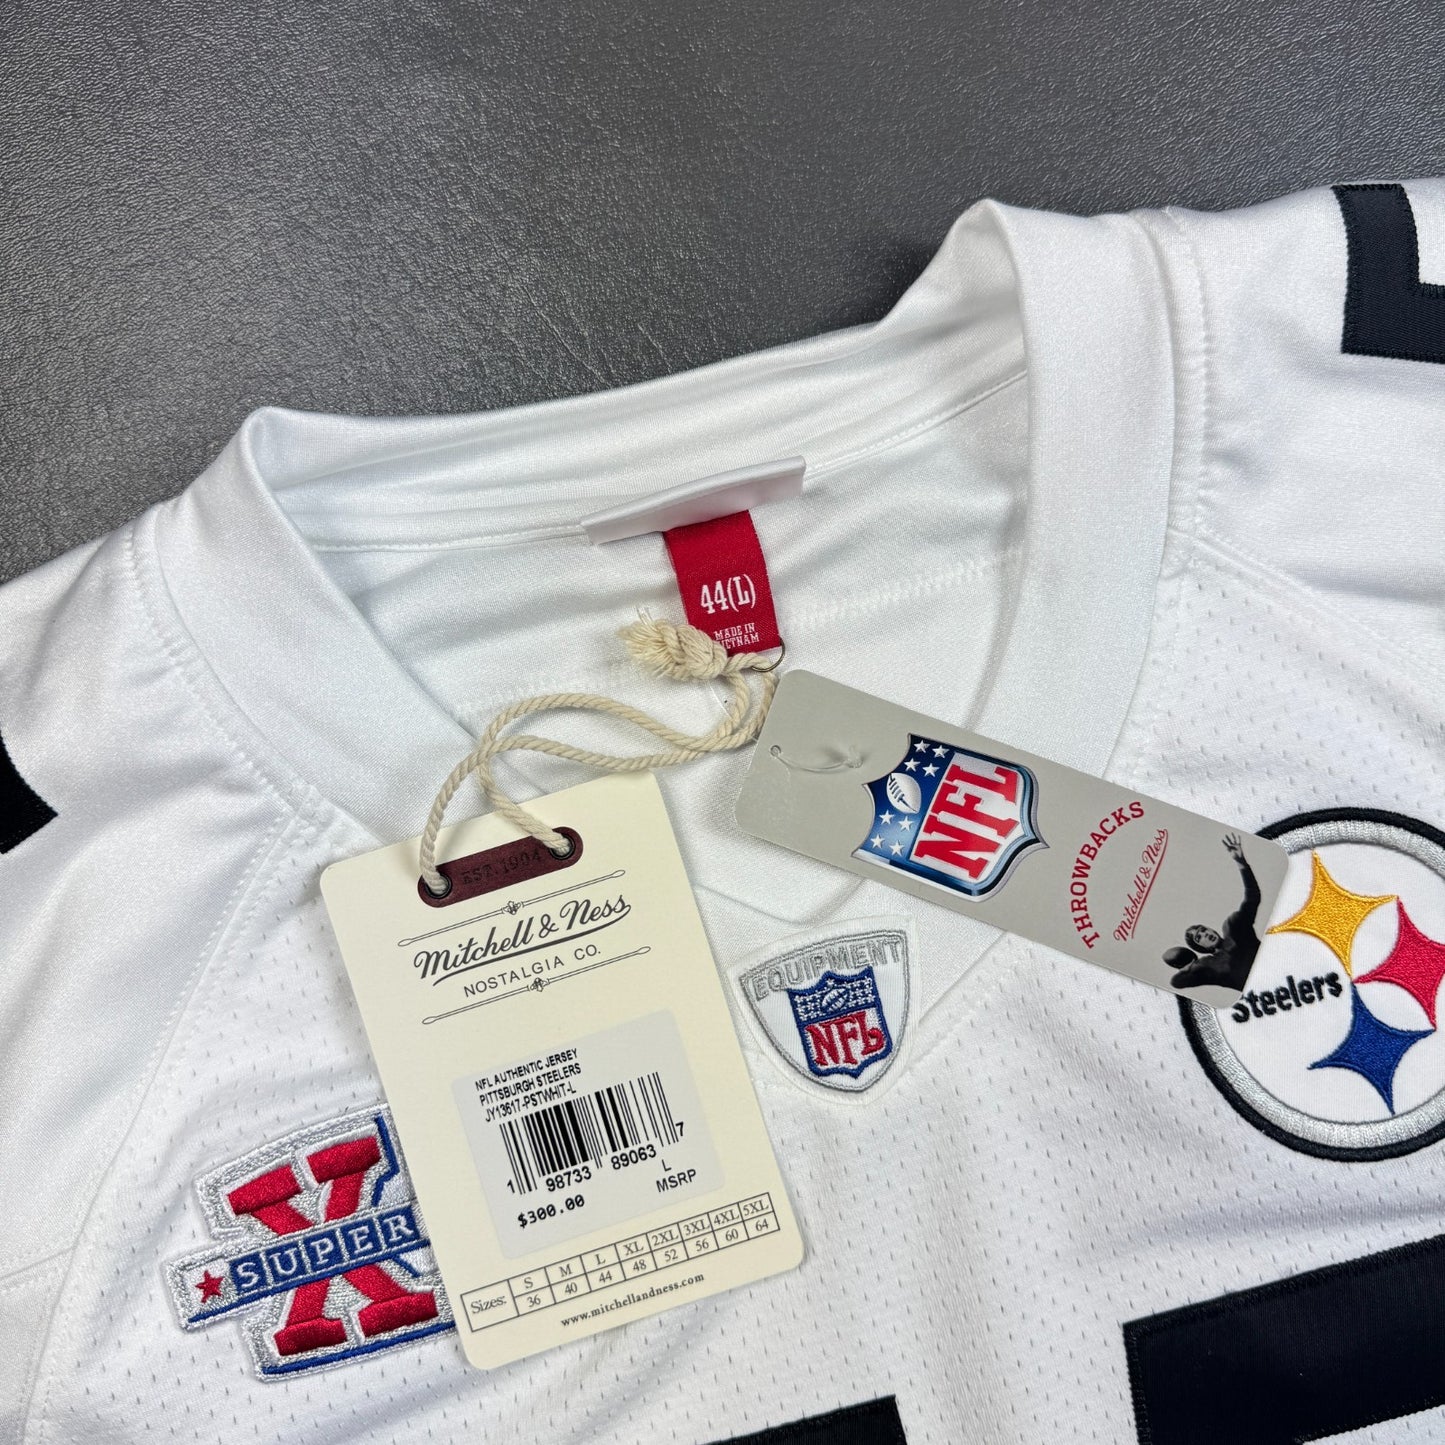 44(L)
MADE IN
VIETNAM
EST. 1904
Mitchell & Ness
NOSTALGIA CO.
NFL AUTHENTIC JERSEY
PITTSBURGH STEELERS
JY13617-PSTWHIT-L
1 98733 89063 7
L
$300.00 MSRP
Sizes: S M L XL 2XL 3XL 4XL 5XL
36 40 44 48 52 56 60 64
www.mitchellandness.com
NFL
THROWBACKS
Mitchell & Ness
EQUIPMENT
NFL
Steelers
SUPER
X